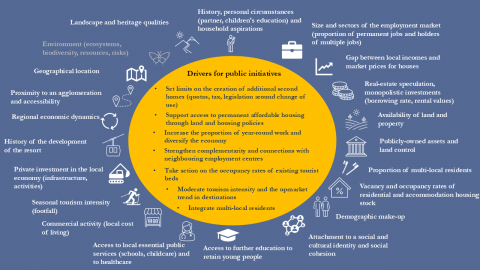 History, personal circumstances
(partner, children's education) and
household aspirations
Landscape and heritage qualities
Size and sectors of the employment market
(proportion of permanent jobs and holders
of multiple jobs)
Environment (ecosystems,
biodiversity, resources, risks)
Gap between local incomes and
market prices for houses
Geographical location
Real-estate speculation,
monopolistic investments
(borrowing rate, rental values)
Proximity to an agglomeration
and accessibility
Availability of land and
property
Regional economic dynamics
Publicly-owned assets and
land control
History of the development
of the resort
Proportion of multi-local residents
Private investment in the local
economy (infrastructure,
activities)
Vacancy and occupancy rates of
residential and accommodation housing
stock
Seasonal tourism intensity
(footfall)
Demographic make-up
Commercial activity (local cost
of living)
Attachment to a social and
cultural identity and social
cohesion
Access to local essential public
services (schools, childcare) and
to healthcare
Access to further education to
retain young people
Drivers for public initiatives
• Set limits on the creation of additional second
homes (quotas, tax, legislation around change of
use)
• Support access to permanent affordable housing
through land and housing policies
• Increase the proportion of year-round work and
diversify the economy
• Strengthen complementarity and connections with
neighbouring employment centres
• Take action on the occupancy rates of existing tourist
beds
• Moderate tourism intensity and the upmarket
trend in destinations
• Integrate multi-local residents